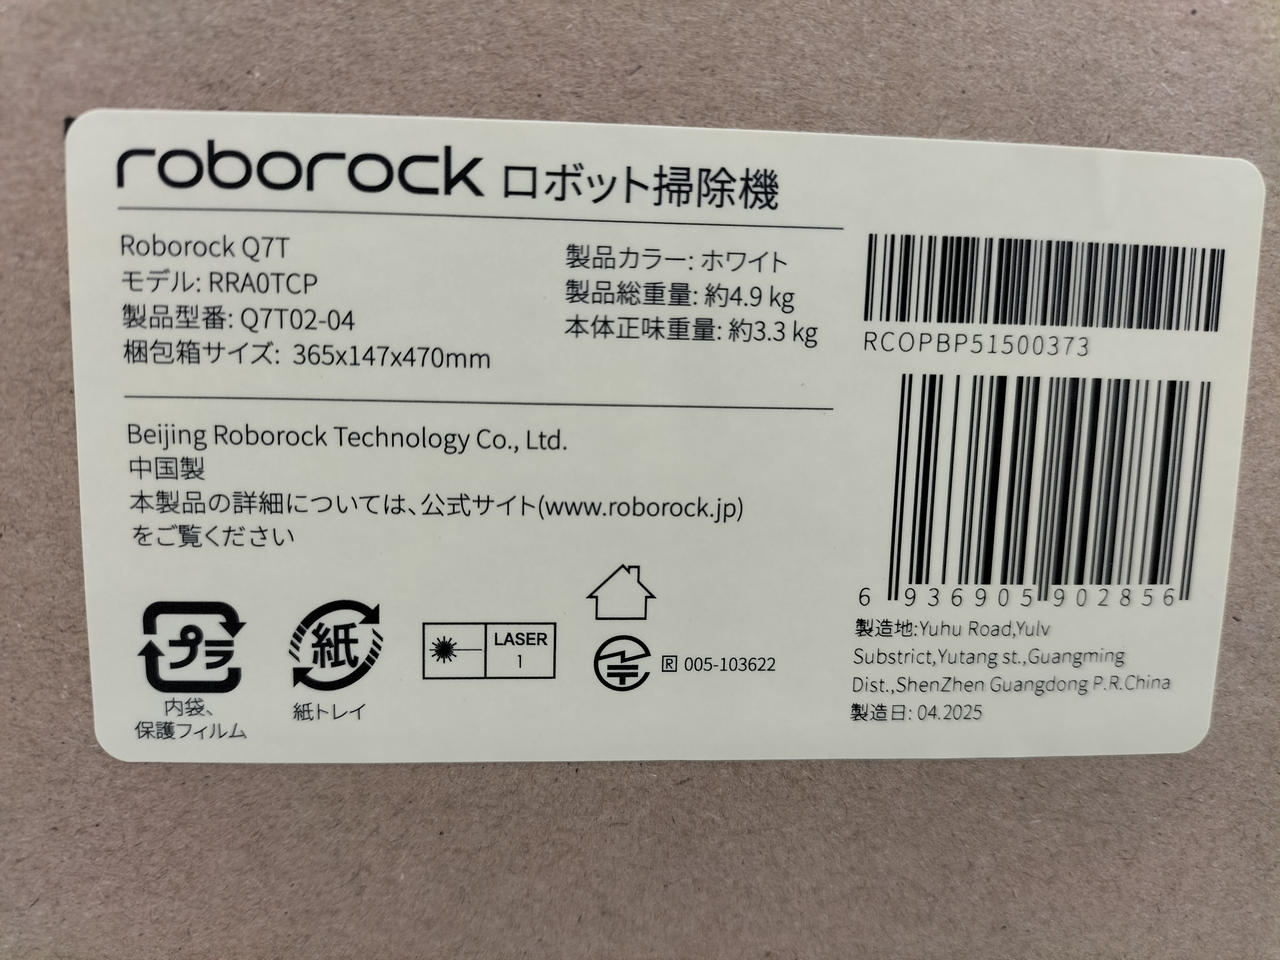 roborock ロボット掃除機
Roborock Q7T
モデル: RRA0TCP
製品型番: Q7T02-04
梱包箱サイズ: 365x147x470mm
製品カラー: ホワイト
製品総重量: 約4.9 kg
本体正味重量: 約3.3 kg
Beijing Roborock Technology Co., Ltd.
中国製
本製品の詳細については、公式サイト(www.roborock.jp)
をご覧ください
プラ
内袋、
保護フィルム
紙
紙トレイ
LASER
1
R 005-103622
RCOPBP51500373
6 936905 902856
製造地:Yuhu Road,Yulv
Substrict,Yutang st.,Guangming
Dist.,ShenZhen Guangdong P.R.China
製造日: 04.2025